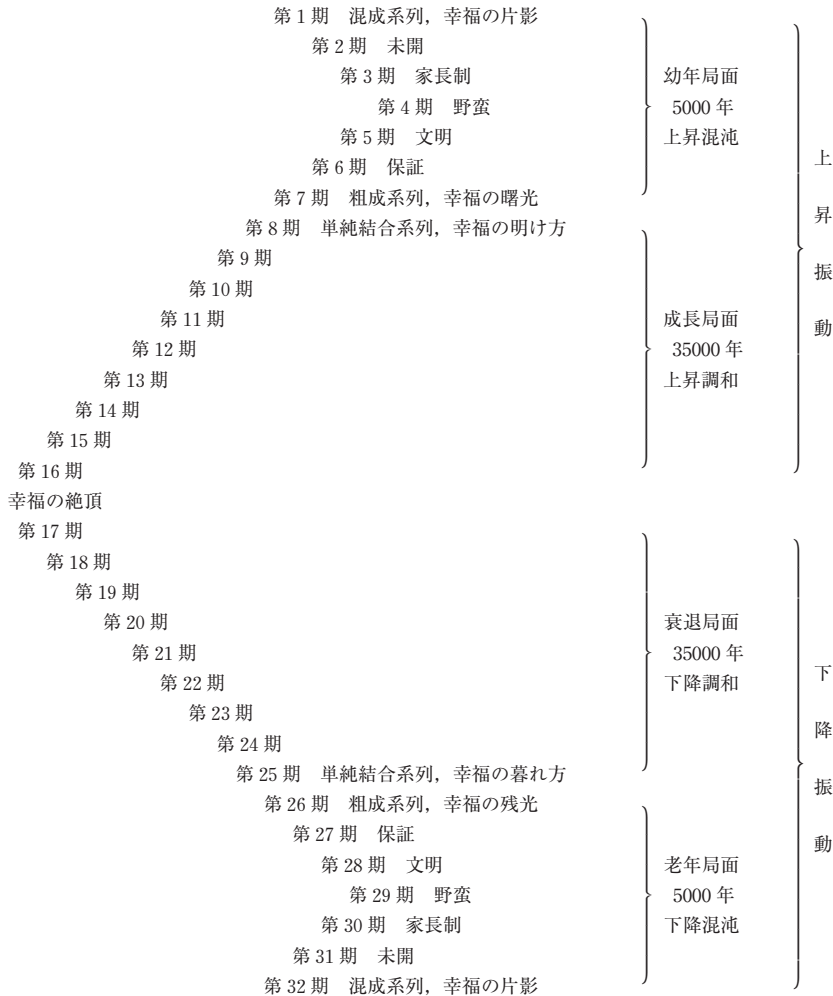 第 1 期　混成系列，幸福の片影
第 2 期　未開
第 3 期　家長制
幼年局面
第 4 期　野蛮
5000 年
第 5 期　文明
上昇混沌
第 6 期　保証
第 7 期　粗成系列，幸福の曙光
第 8 期　単純結合系列，幸福の明け方
第 9 期
第 10 期
第 11 期
成長局面
第 12 期
35000 年
第 13 期
上昇調和
第 14 期
第 15 期
第 16 期
上昇振動
幸福の絶頂
第 17 期
第 18 期
第 19 期
第 20 期
衰退局面
第 21 期
35000 年
第 22 期
下降調和
第 23 期
第 24 期
第 25 期　単純結合系列，幸福の暮れ方
第 26 期　粗成系列，幸福の残光
第 27 期　保証
第 28 期　文明
老年局面
第 29 期　野蛮
5000 年
第 30 期　家長制
下降混沌
第 31 期　未開
第 32 期　混成系列，幸福の片影
下降振動